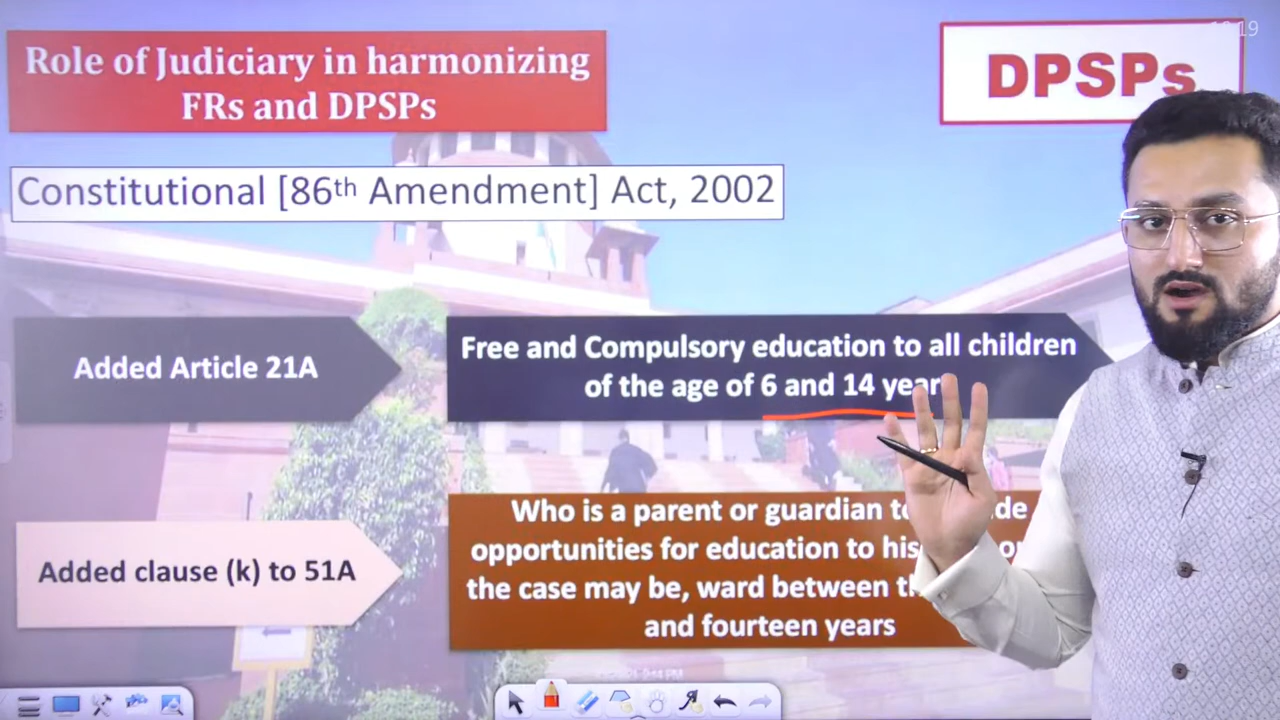 Role of Judiciary in harmonizing
FRs and DPSPs
DPSPs
Constitutional [86th Amendment] Act, 2002
Added Article 21A
Free and Compulsory education to all children
of the age of 6 and 14
Added clause (k) to 51A
Who is a parent or guardian
opportunities for education to his
the case may be, ward between
and fourteen years